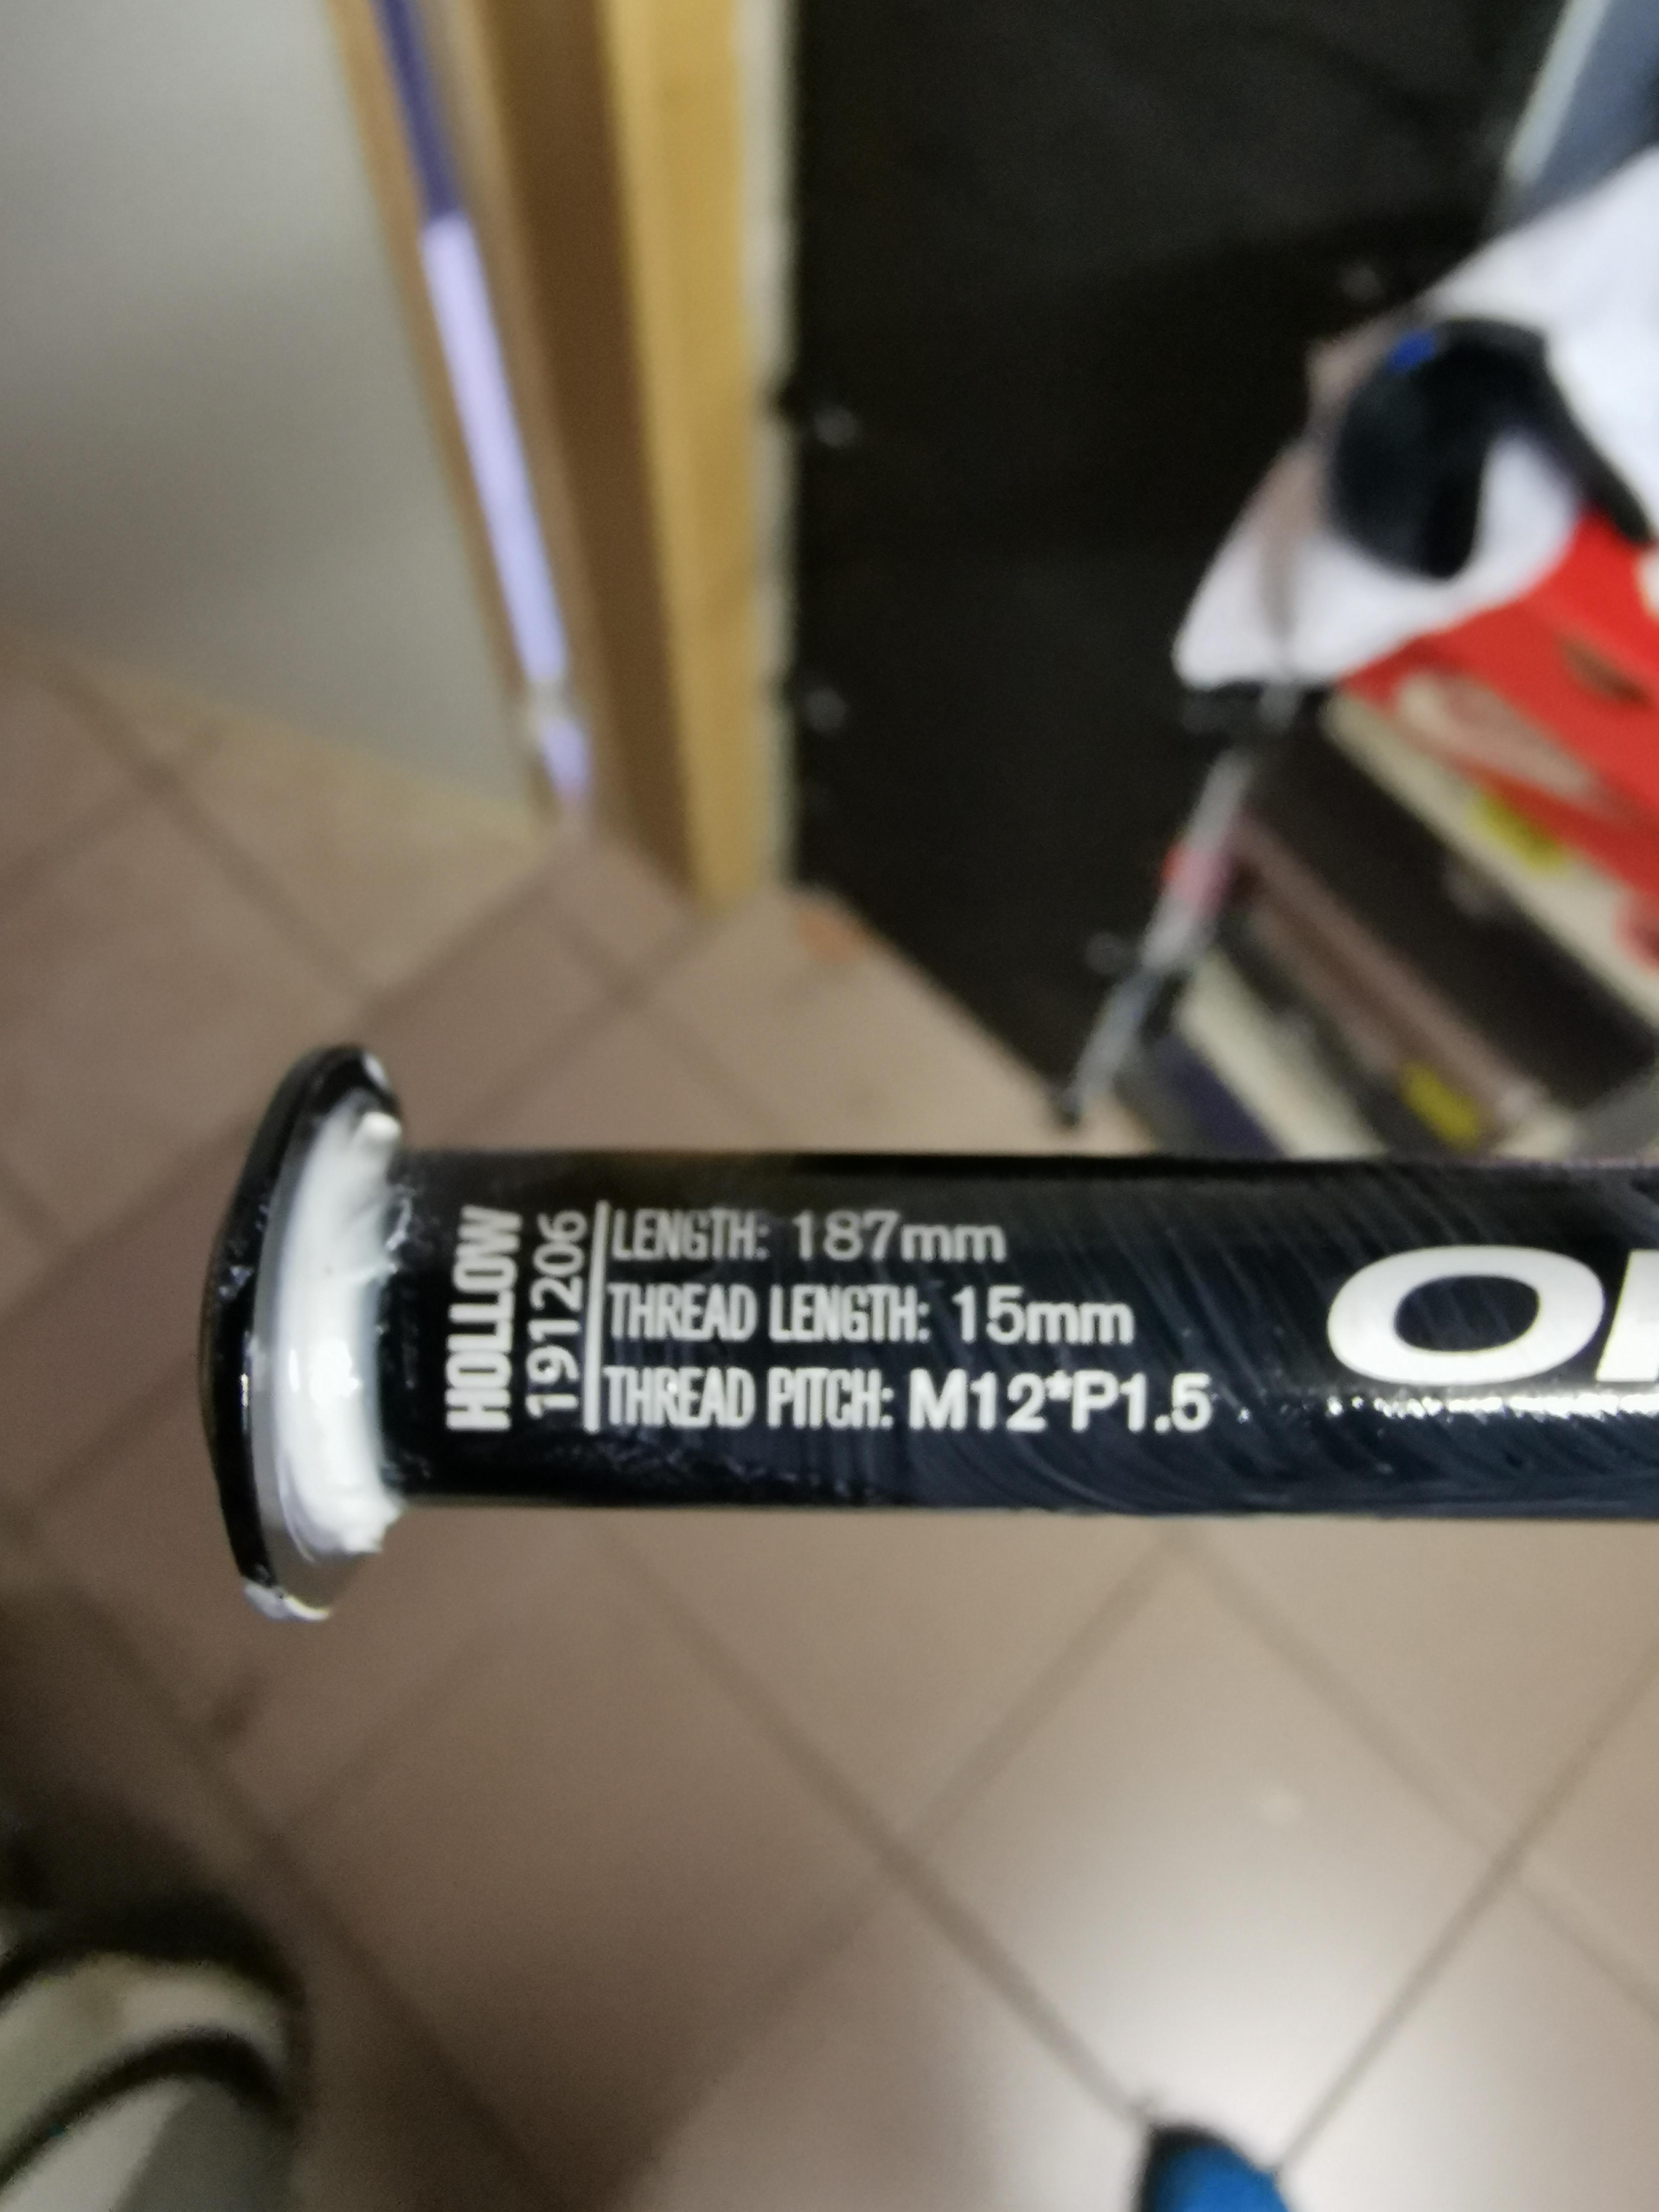 HOLLOW
191206
LENGTH: 187mm
THREAD LENGTH: 15mm
THREAD PITCH: M12*P1.5